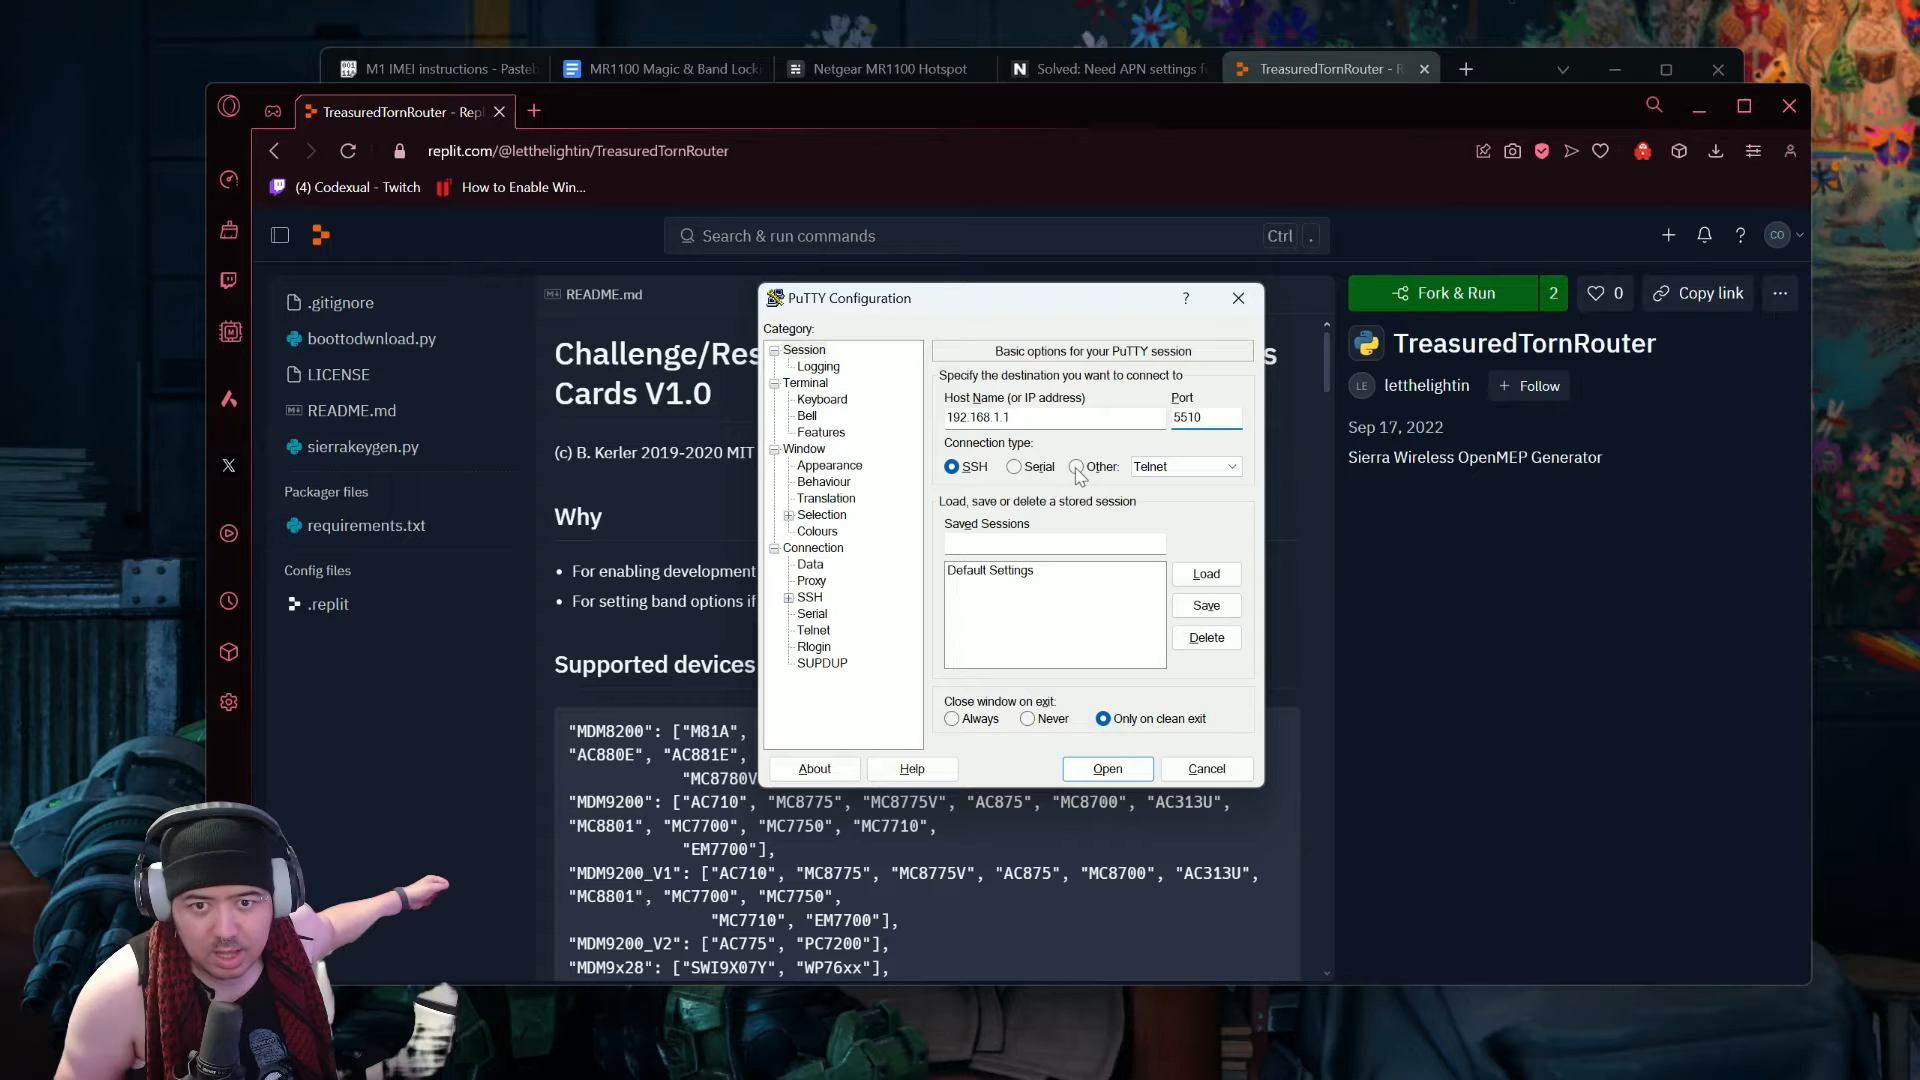 M1 IMEI instructions - Pasteb
MR1100 Magic & Band Locki
Netgear MR1100 Hotspot
Solved: Need APN settings f
TreasuredTornRouter - R
TreasuredTornRouter - Repl
replit.com/@letthelightin/TreasuredTornRouter
(4) Codexual - Twitch
How to Enable Win...
Search & run commands
Ctrl
.
CO
.gitignore
boottodwnload.py
LICENSE
README.md
sierrakeygen.py
Packager files
requirements.txt
Config files
.replit
README.md
Challenge/Res
s
Cards V1.0
(c) B. Kerler 2019-2020 MIT
Why
• For enabling development
• For setting band options if
Supported devices
"MDM8200": ["M81A",
"AC880E", "AC881E",
"MC8780V
"MDM9200": ["AC710", "MC8775", "MC8775V", "AC875", "MC8700", "AC313U",
"MC8801", "MC7700", "MC7750", "MC7710",
"EM7700"],
"MDM9200_V1": ["AC710", "MC8775", "MC8775V", "AC875", "MC8700", "AC313U",
"MC8801", "MC7700", "MC7750",
"MC7710", "EM7700"],
"MDM9200_V2": ["AC775", "PC7200"],
"MDM9x28": ["SWI9X07Y", "WP76xx"],
PuTTY Configuration
?
Category:
Session
Logging
Terminal
Keyboard
Bell
Features
Window
Appearance
Behaviour
Translation
Selection
Colours
Connection
Data
Proxy
SSH
Serial
Telnet
Rlogin
SUPDUP
Basic options for your PuTTY session
Specify the destination you want to connect to
Host Name (or IP address)
Port
192.168.1.1
5510
Connection type:
SSH
Serial
Other:
Telnet
Load, save or delete a stored session
Saved Sessions
Default Settings
Load
Save
Delete
Close window on exit:
Always
Never
Only on clean exit
About
Help
Open
Cancel
Fork & Run
2
0
Copy link
TreasuredTornRouter
LE
letthelightin
+ Follow
Sep 17, 2022
Sierra Wireless OpenMEP Generator